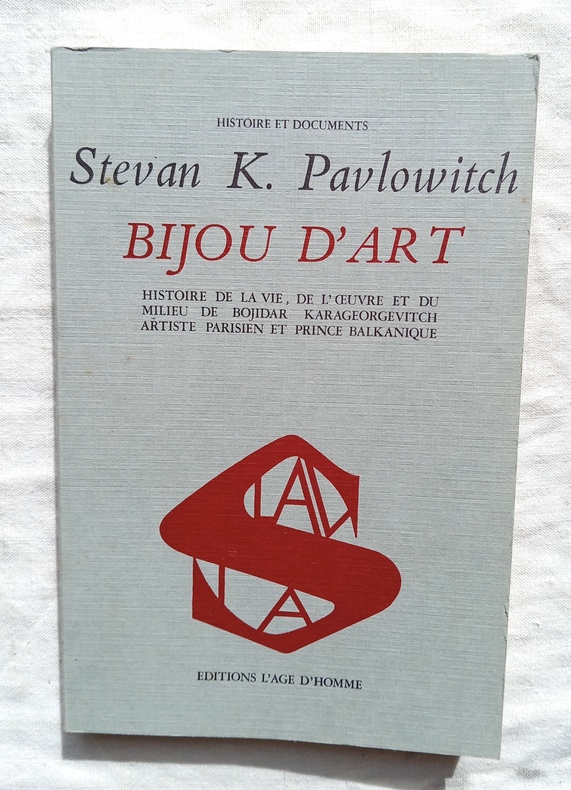 HISTOIRE ET DOCUMENTS
Stevan K. Pavlowitch
BIJOU D'ART
HISTOIRE DE LA VIE, DE L'ŒUVRE ET DU
MILIEU DE BOJIDAR KARAGEORGEVITCH
ARTISTE PARISIEN ET PRINCE BALKANIQUE
EDITIONS L'AGE D'HOMME